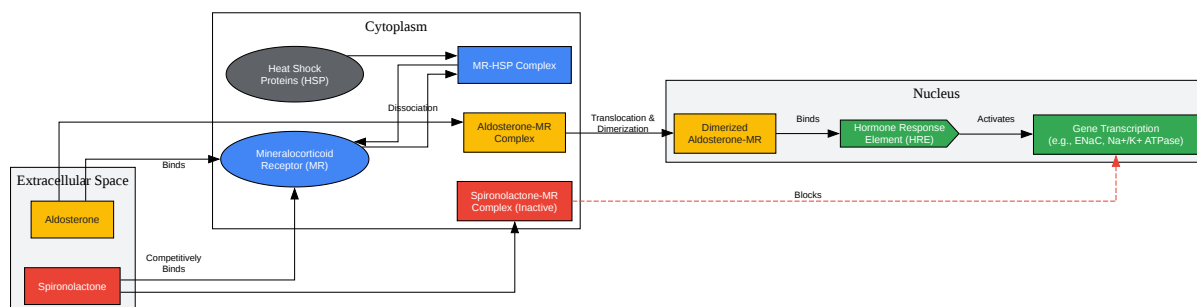 Cytoplasm
Heat Shock
Proteins (HSP)
MR-HSP Complex
Dissociation
Aldosterone-MR
Complex
Mineralocorticoid
Receptor (MR)
Spironolactone-MR
Complex (Inactive)
Extracellular Space
Aldosterone
Spironolactone
Binds
Competitively
Binds
Translocation &
Dimerization
Nucleus
Dimerized
Aldosterone-MR
Binds
Hormone Response
Element (HRE)
Activates
Gene Transcription
(e.g., ENaC, Na+/K+ ATPase)
Blocks